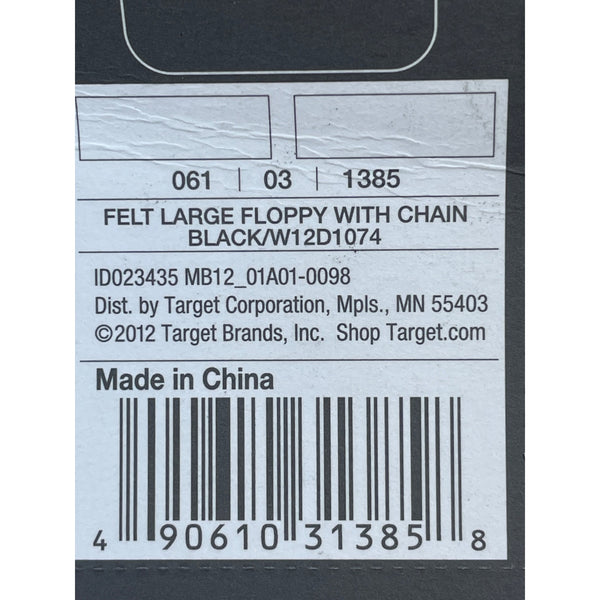 061 | 03 | 1385
FELT LARGE FLOPPY WITH CHAIN
BLACK/W12D1074
ID023435 MB12_01A01-0098
Dist. by Target Corporation, Mpls., MN 55403
©2012 Target Brands, Inc. Shop Target.com
Made in China
4 90610 31385 8